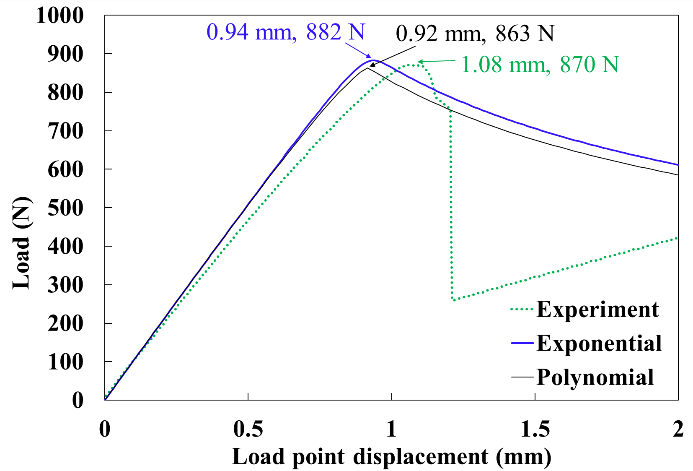 1000
900
800
700
600
500
400
300
200
100
0
Load (N)
0.94 mm, 882 N
0.92 mm, 863 N
1.08 mm, 870 N
Experiment
Exponential
Polynomial
0 0.5 1 1.5 2
Load point displacement (mm)